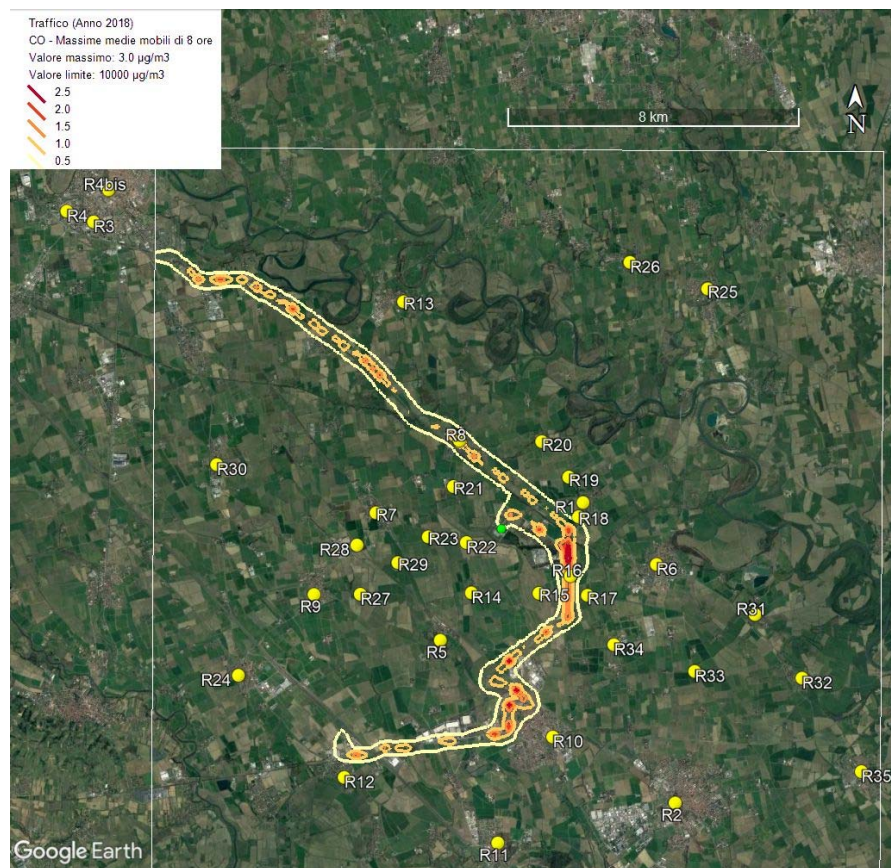 Traffico (Anno 2018)
CO - Massime medie mobili di 8 ore
Valore massimo: 3.0 µg/m3
Valore limite: 10000 µg/m3
2.5
2.0
1.5
1.0
0.5
8 km
N
R4bis
R4
R3
R26
R25
R13
R8
R20
R30
R19
R21
R1
R7
R18
R23
R28
R22
R29
R16
R6
R9
R27
R14
R15
R17
R31
R5
R34
R24
R33
R32
R10
R12
R35
R2
R11
Google Earth